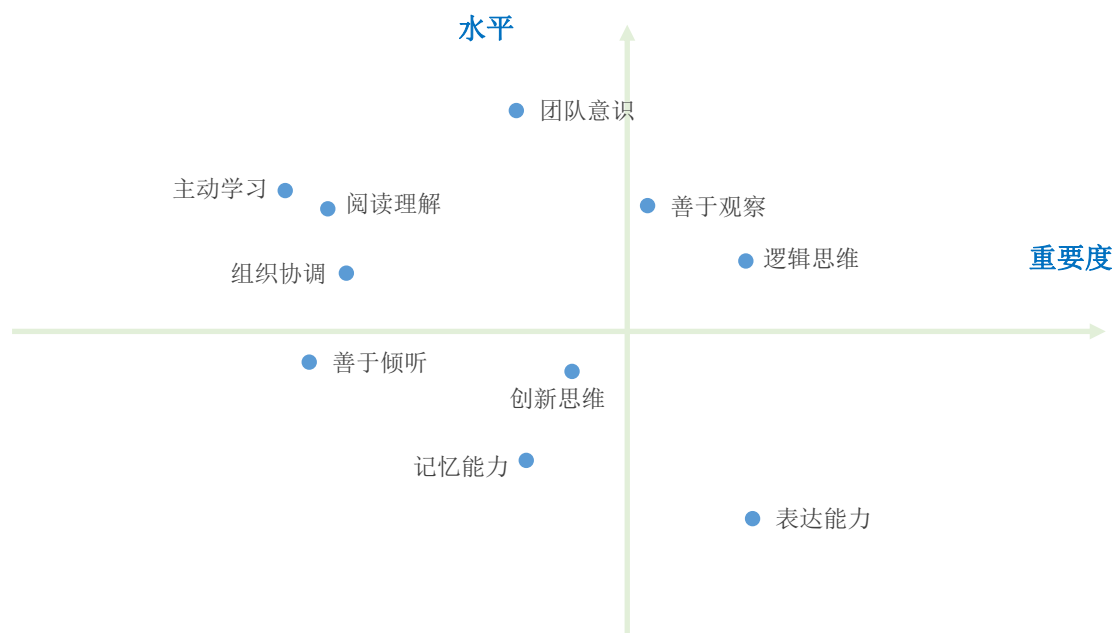 水平
团队意识
主动学习
阅读理解
善于观察
逻辑思维
重要度
组织协调
善于倾听
创新思维
记忆能力
表达能力